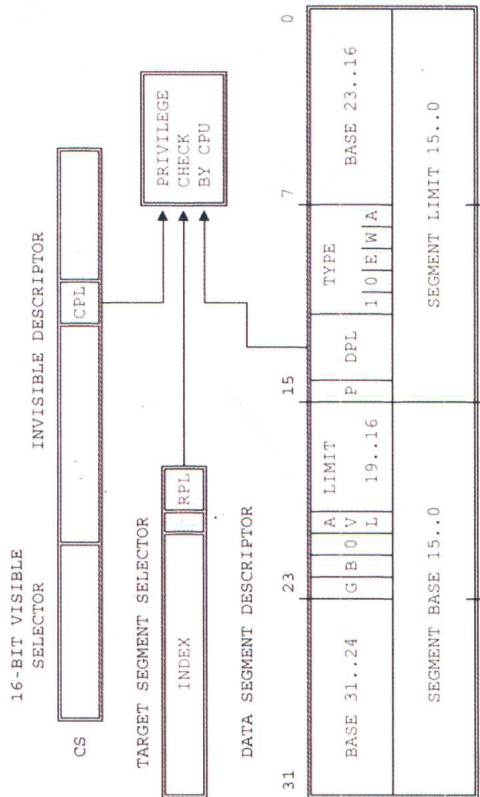 16-BIT VISIBLE
SELECTOR
INVISIBLE DESCRIPTOR
CS
CPL
TARGET SEGMENT SELECTOR
INDEX
RPL
PRIVILEGE
CHECK
BY CPU
DATA SEGMENT DESCRIPTOR
31 23 15 7 0
BASE 31..24
G B 0 A
V
L
LIMIT
19..16
P DPL
TYPE
1 0 E W A
BASE 23..16
SEGMENT BASE 15..0
SEGMENT LIMIT 15..0